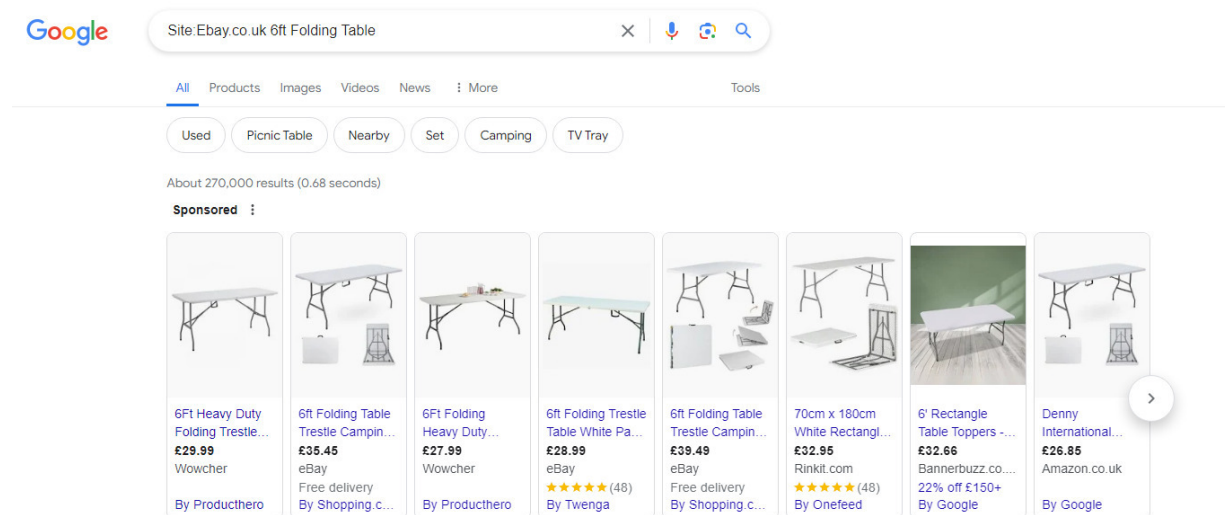 Google
Site:Ebay.co.uk 6ft Folding Table
All Products Images Videos News More Tools
Used Picnic Table Nearby Set Camping TV Tray
About 270,000 results (0.68 seconds)
Sponsored
6Ft Heavy Duty
Folding Trestle...
£29.99
Wowcher
By Producthero
6ft Folding Table
Trestle Campin...
£35.45
eBay
Free delivery
By Shopping.c...
6Ft Folding
Heavy Duty...
£27.99
Wowcher
By Producthero
6ft Folding Trestle
Table White Pa...
£28.99
eBay
(48)
By Twenga
6ft Folding Table
Trestle Campin...
£39.49
eBay
Free delivery
By Shopping.c...
70cm x 180cm
White Rectangl...
£32.95
Rinkit.com
(48)
By Onefeed
6' Rectangle
Table Toppers -...
£32.66
Bannerbuzz.co....
22% off £150+
By Google
Denny
International...
£26.85
Amazon.co.uk
By Google